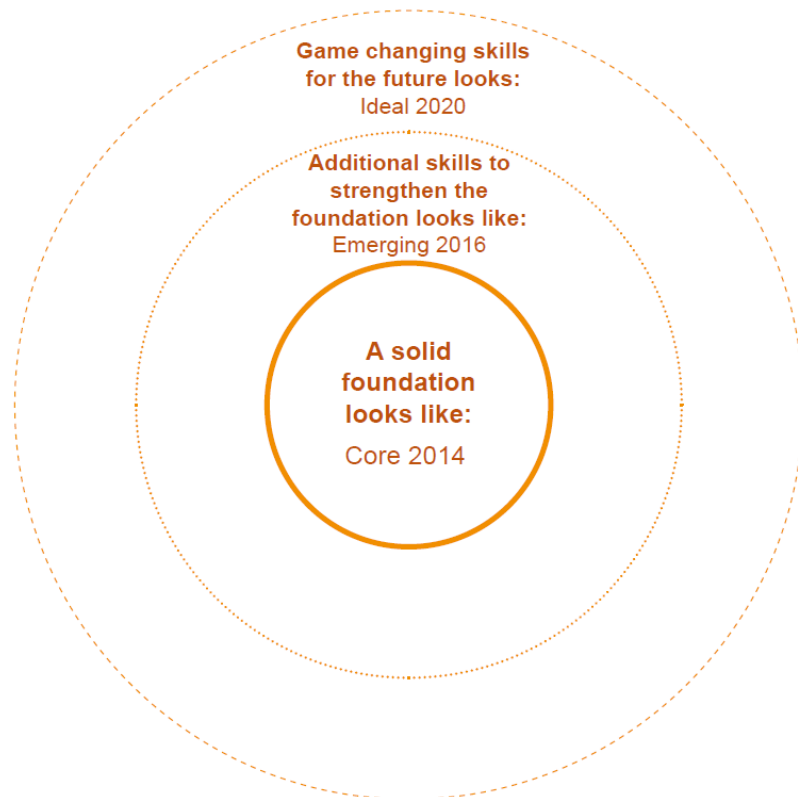 Game changing skills
for the future looks:
Ideal 2020
Additional skills to
strengthen the
foundation looks like:
Emerging 2016
A solid
foundation
looks like:
Core 2014